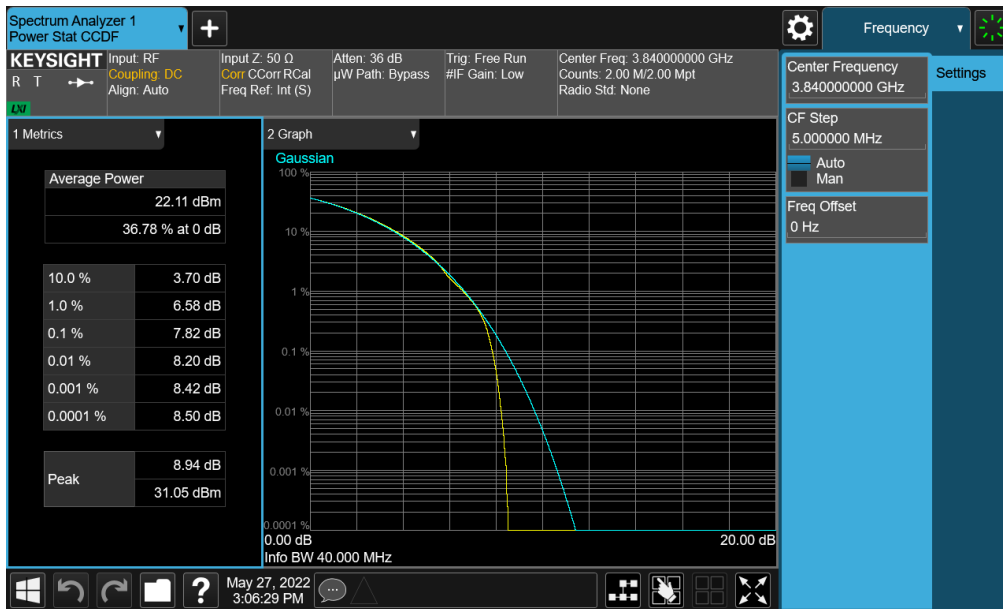 Spectrum Analyzer 1
Power Stat CCDF
Frequency
KEYSIGHT
R T
LXI
Input: RF
Coupling: DC
Align: Auto
Input Z: 50 Ω
Corr CCorr RCal
Freq Ref: Int (S)
Atten: 36 dB
µW Path: Bypass
Trig: Free Run
#IF Gain: Low
Center Freq: 3.840000000 GHz
Counts: 2.00 M/2.00 Mpt
Radio Std: None
Center Frequency
3.840000000 GHz
Settings
CF Step
5.000000 MHz
Auto
Man
Freq Offset
0 Hz
1 Metrics
Average Power
22.11 dBm
36.78 % at 0 dB
10.0 % 3.70 dB
1.0 % 6.58 dB
0.1 % 7.82 dB
0.01 % 8.20 dB
0.001 % 8.42 dB
0.0001 % 8.50 dB
Peak
8.94 dB
31.05 dBm
2 Graph
Gaussian
100 %
10 %
1 %
0.1 %
0.01 %
0.001 %
0.0001 %
0.00 dB 20.00 dB
Info BW 40.000 MHz
?
May 27, 2022
3:06:29 PM